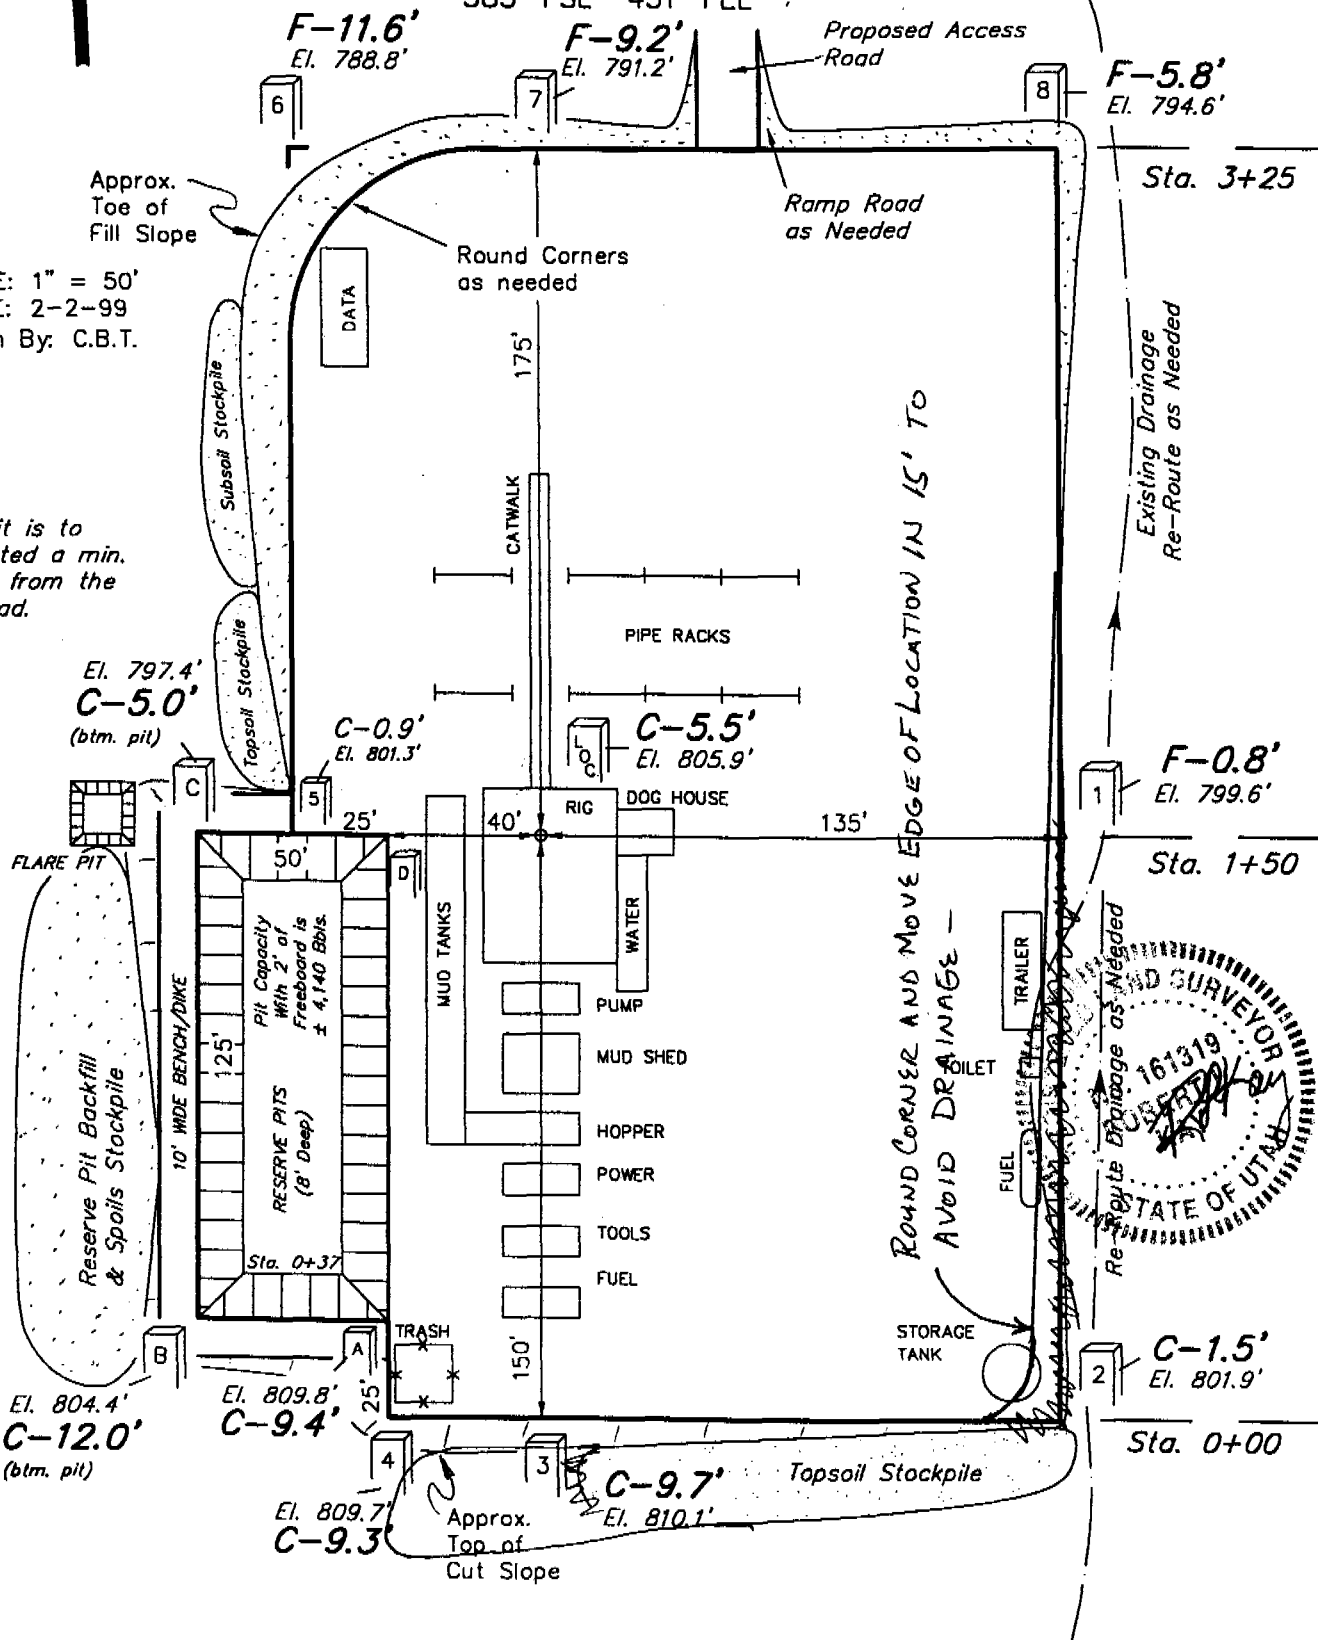 F-11.6'
El. 788.8'
F-9.2'
El. 791.2'
Proposed Access
Road
F-5.8'
El. 794.6'
6
7
8
Sta. 3+25
Approx.
Toe of
Fill Slope
Ramp Road
as Needed
Round Corners
as needed
1" = 50'
2-2-99
By: C.B.T.
DATA
175'
Subsoil Stockpile
Existing Drainage
Re-Route as Needed
CATWALK
it is to
a min.
from the
PIPE RACKS
Topsoil Stockpile
ROUND CORNER AND MOVE EDGE OF LOCATION IN 15' TO
AVOID DRAINAGE -
El. 797.4'
C-5.0'
(btm. pit)
C-0.9'
El. 801.3'
C-5.5'
El. 805.9'
LOC
C
5
F-0.8'
El. 799.6'
1
RIG
DOG HOUSE
25'
40'
135'
50'
Sta. 1+50
FLARE PIT
D
Pit Capacity
With 2' of
Freeboard is
± 4,140 Bbls.
MUD TANKS
WATER
TRAILER
PUMP
10' WIDE BENCH/DIKE
125'
MUD SHED
TOILET
Reserve Pit Backfill
& Spoils Stockpile
RESERVE PITS
(8' Deep)
HOPPER
POWER
FUEL
Re-Route Drainage as Needed
LAND SURVEYOR
161319
ROBERT
STATE OF UTAH
TOOLS
Sta. 0+37
FUEL
TRASH
150'
STORAGE
TANK
B
A
2
C-1.5'
El. 801.9'
El. 804.4'
C-12.0'
(btm. pit)
El. 809.8'
C-9.4'
25'
Sta. 0+00
4
3
Topsoil Stockpile
C-9.7'
El. 810.1'
El. 809.7'
C-9.3'
Approx.
Top of
Cut Slope